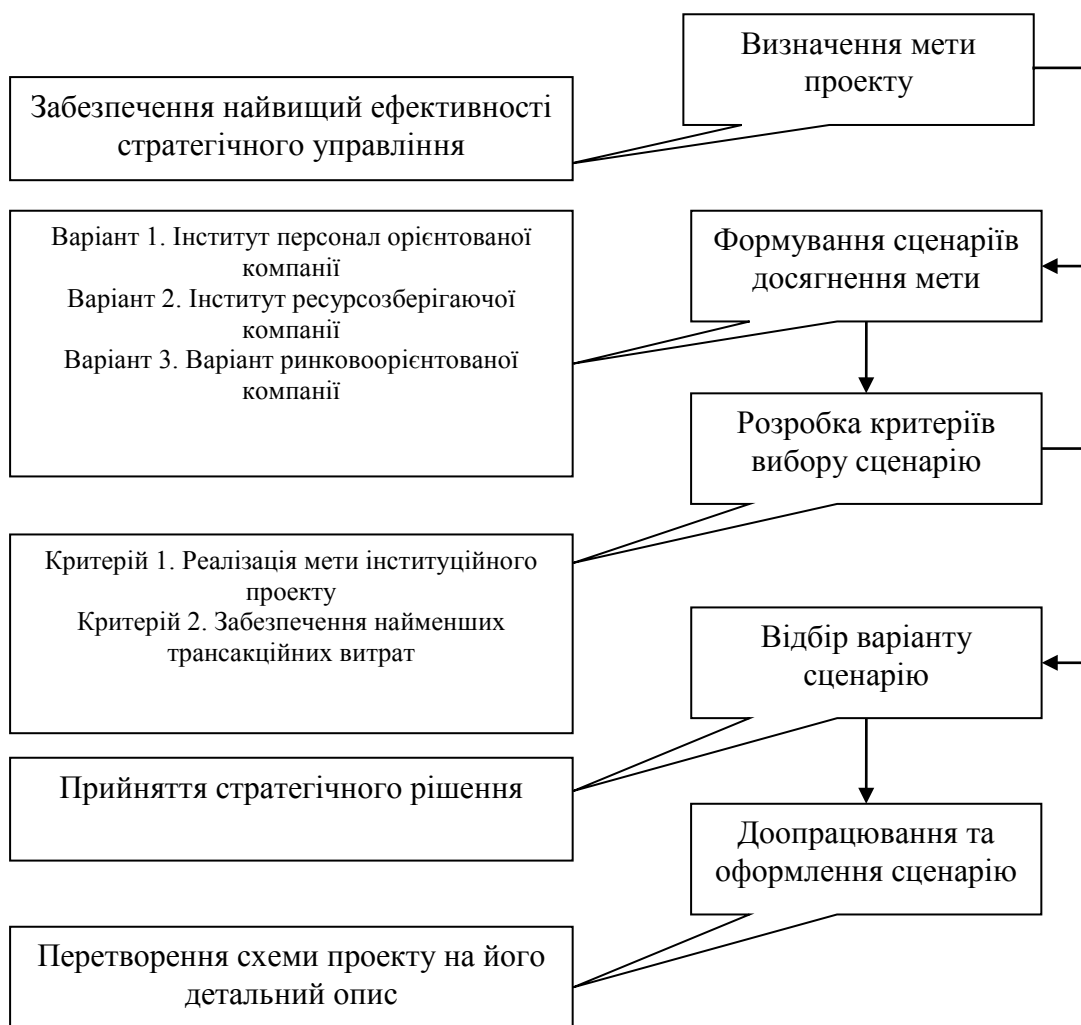 Визначення мети
проекту
Забезпечення найвищий ефективності
стратегічного управління
Формування сценаріїв
досягнення мети
Варіант 1. Інститут персонал орієнтованої
компанії
Варіант 2. Інститут ресурсозберігаючої
компанії
Варіант 3. Варіант ринковоорієнтованої
компанії
Розробка критеріїв
вибору сценарію
Критерій 1. Реалізація мети інституційного
проекту
Критерій 2. Забезпечення найменших
трансакційних витрат
Відбір варіанту
сценарію
Прийняття стратегічного рішення
Доопрацювання та
оформлення сценарію
Перетворення схеми проекту на його
детальний опис